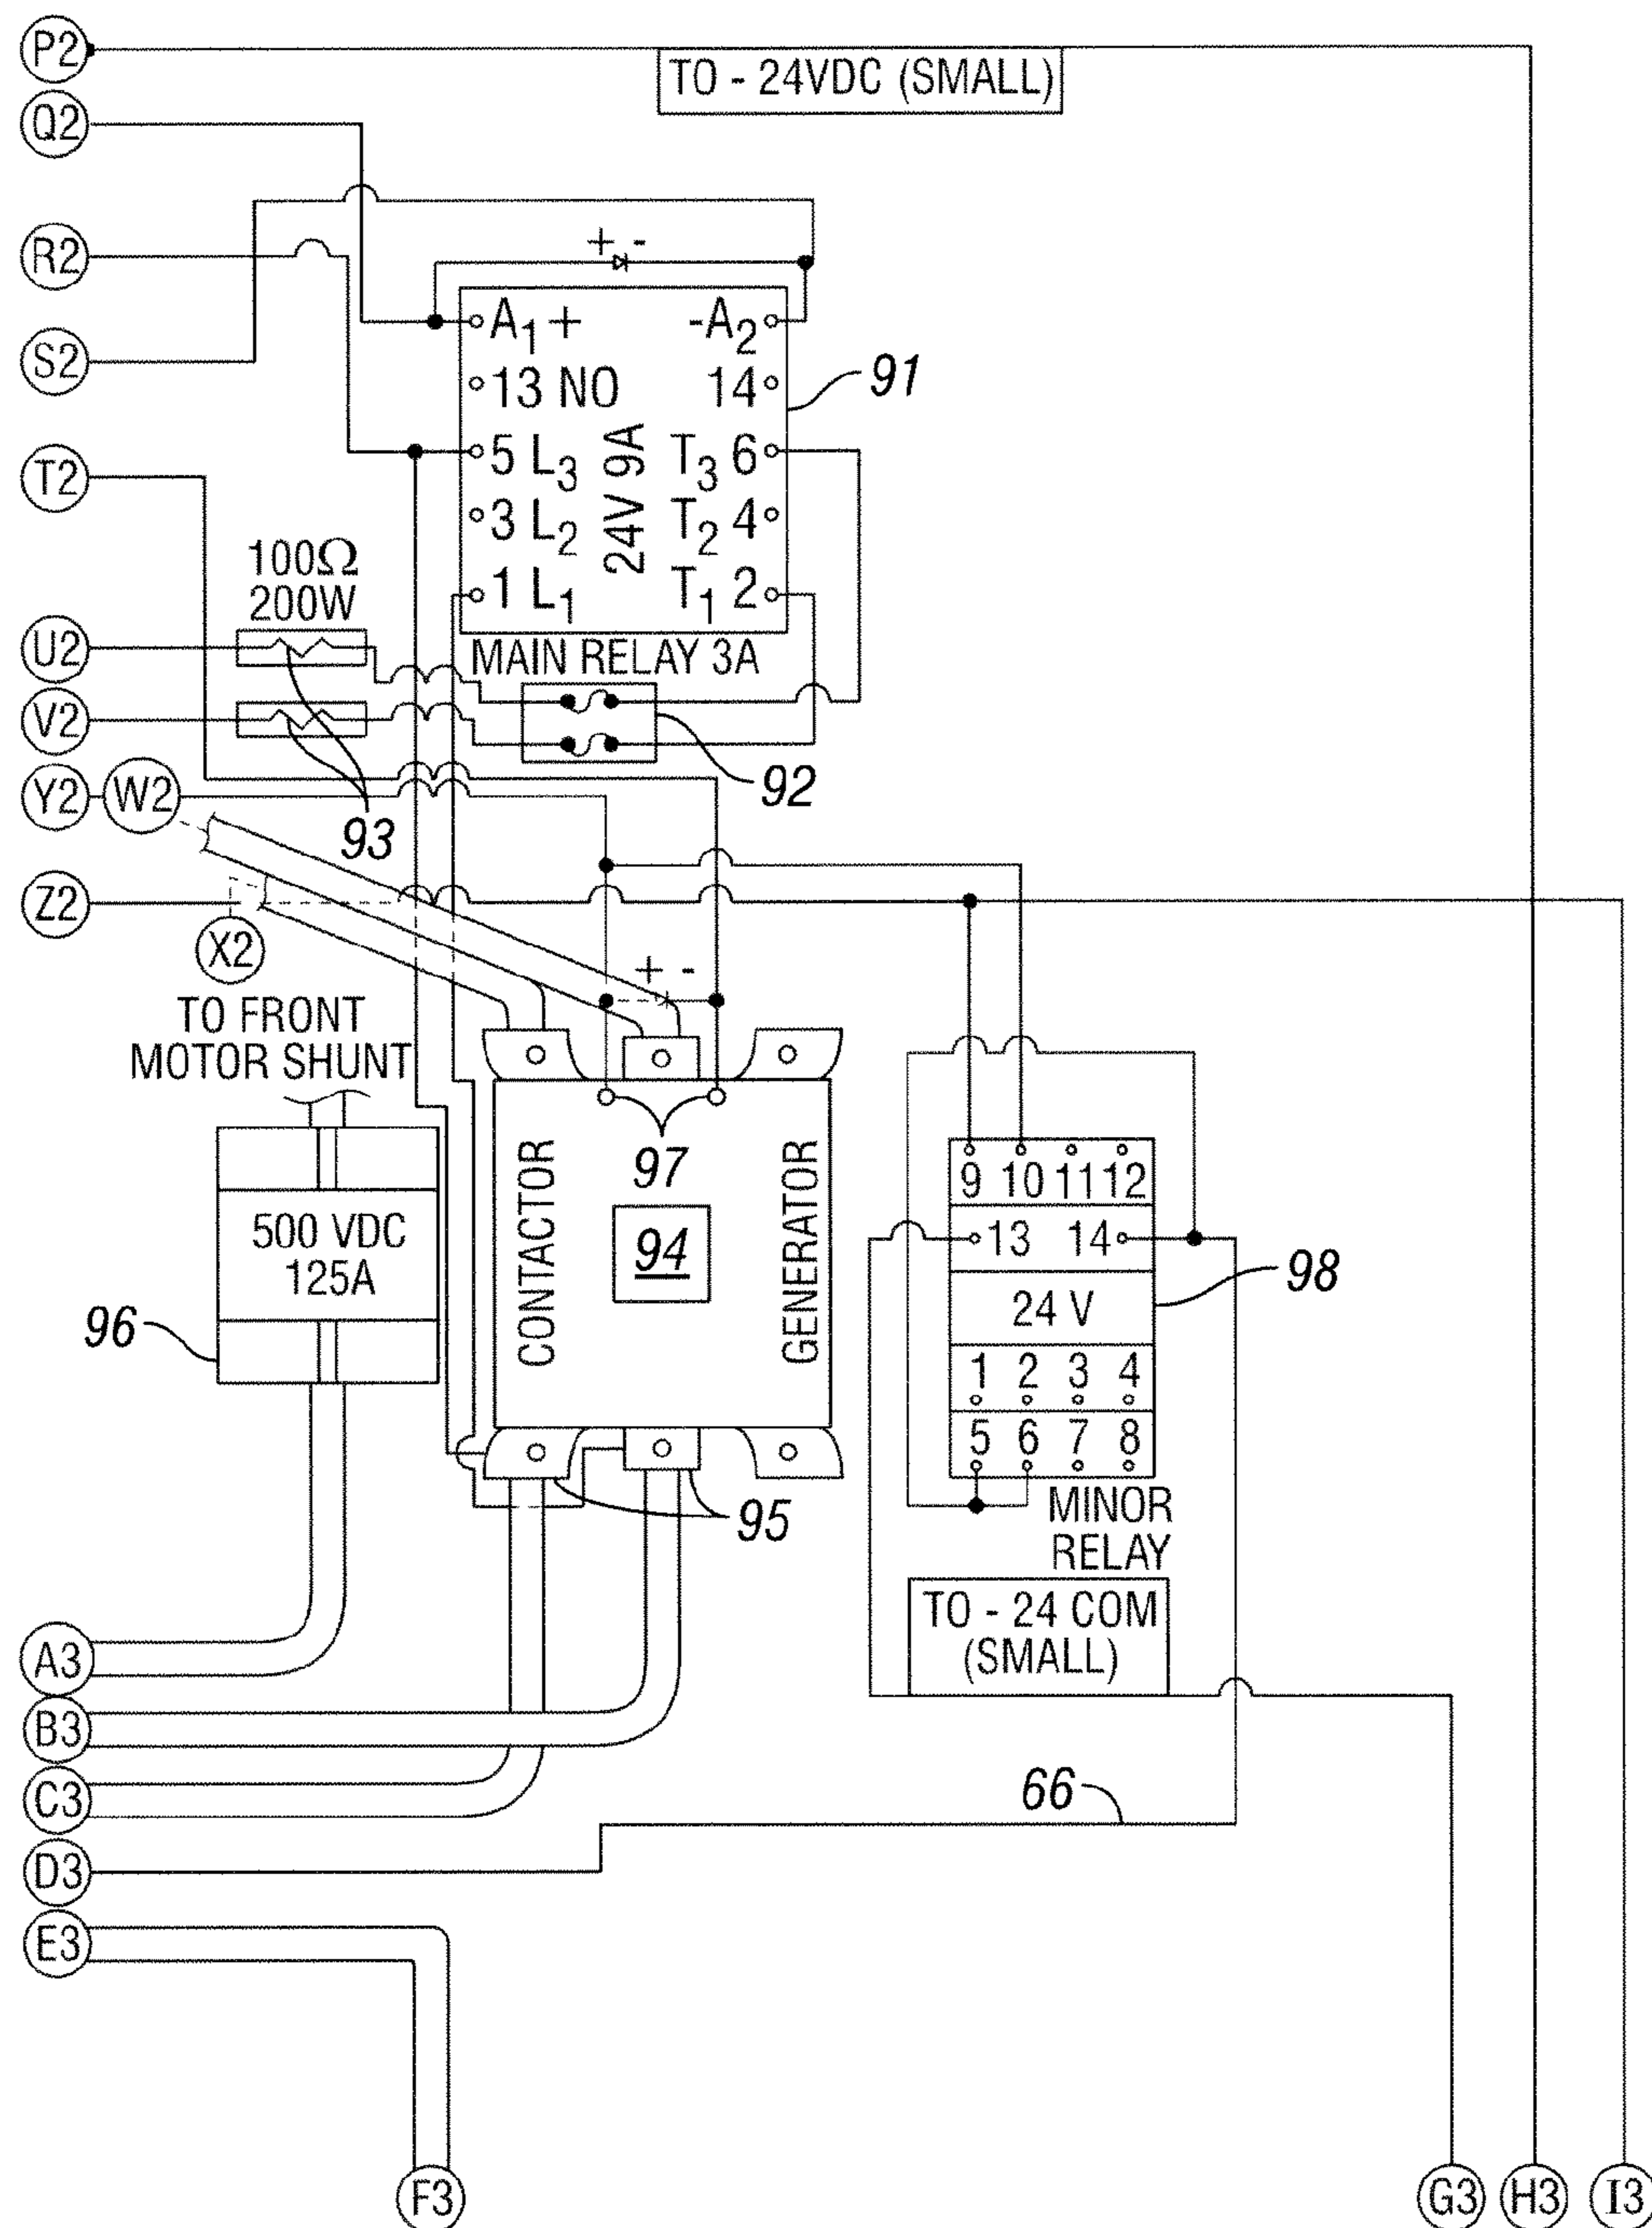 P2
TO - 24VDC (SMALL)
Q2
R2
+ -
A1 + -A2
S2
13 NO 14
91
5 L3 T3 6
24V 9A
T2
3 L2 T2 4
100Ω
200W
1 L1 T1 2
U2
MAIN RELAY 3A
V2
92
Y2 W2
93
Z2
X2
+ -
TO FRONT
MOTOR SHUNT
97
9 10 11 12
500 VDC
125A
CONTACTOR
94
GENERATOR
13 14
98
24 V
96
1 2 3 4
5 6 7 8
MINOR
RELAY
95
TO - 24 COM
(SMALL)
A3
B3
C3
66
D3
E3
F3
G3 H3 I3